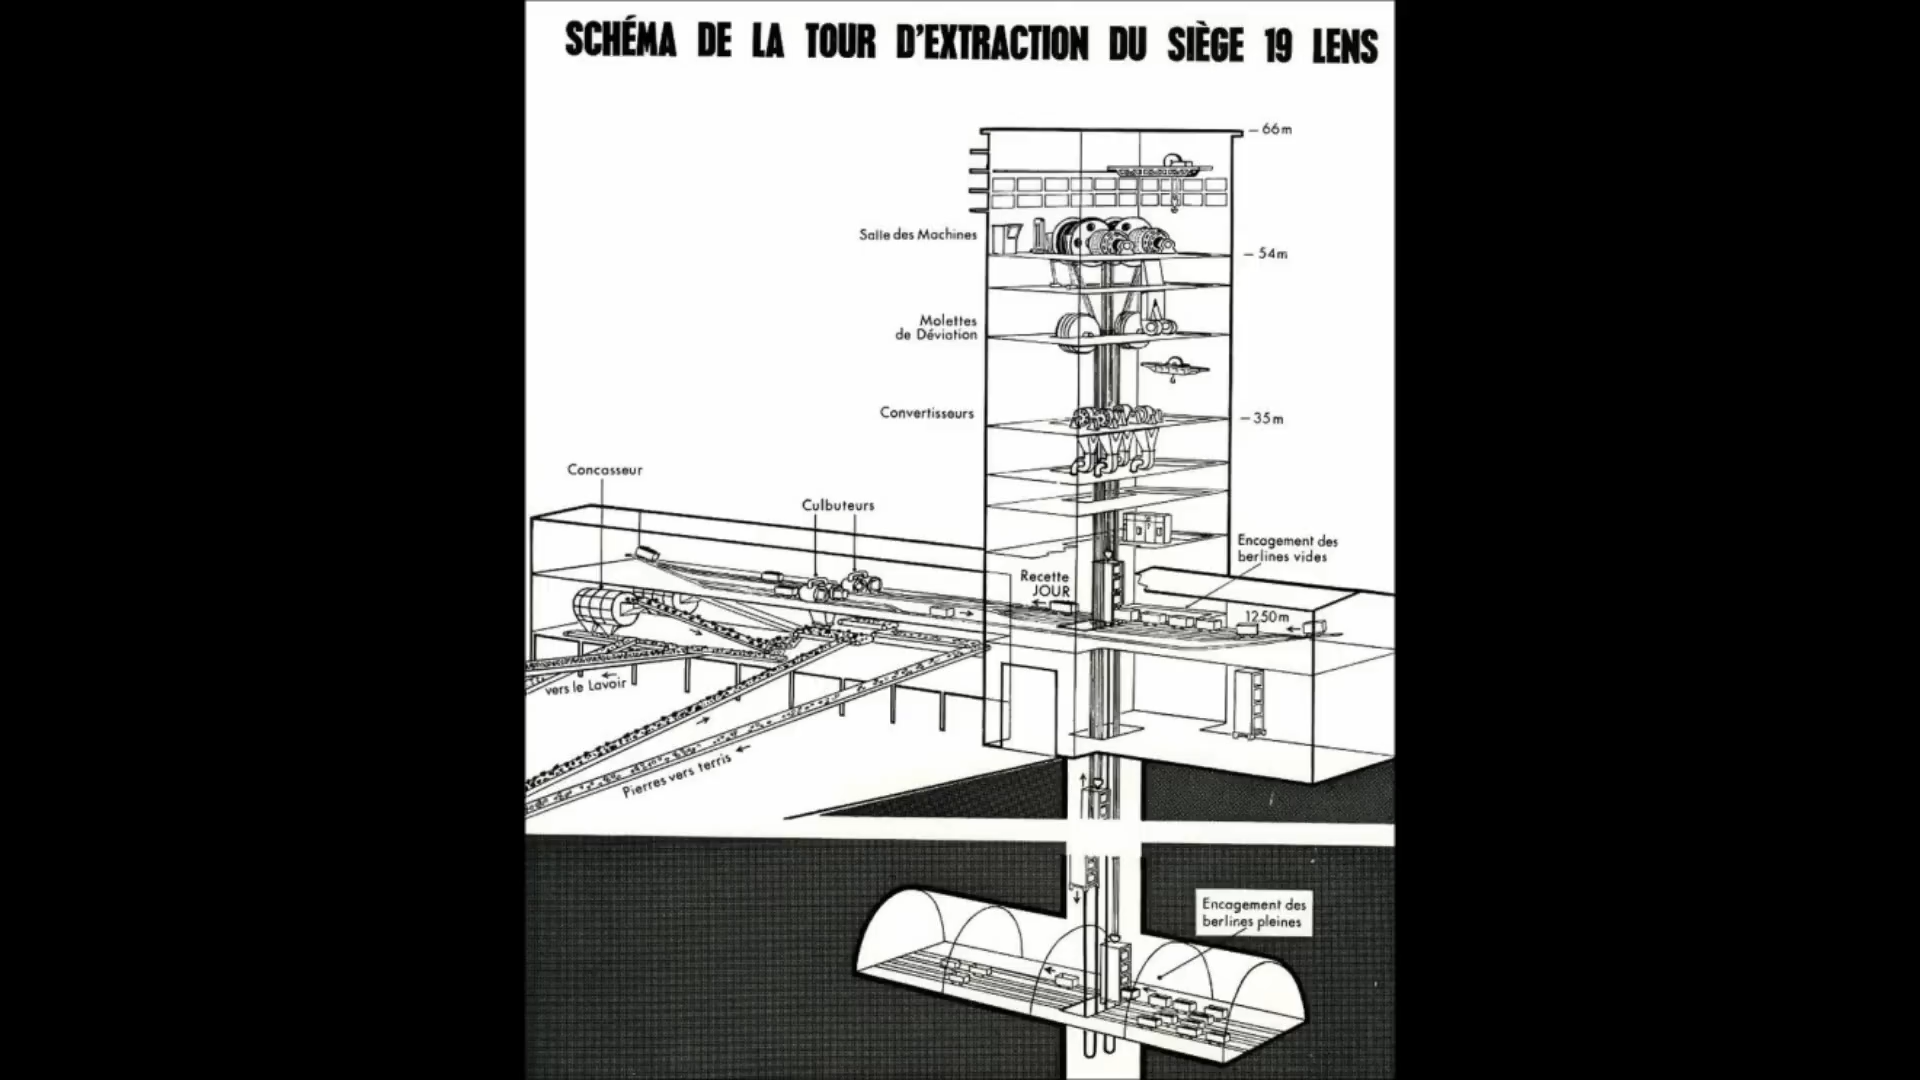 SCHÉMA DE LA TOUR D'EXTRACTION DU SIÈGE 19 LENS
66m
Salle des Machines
54m
Molettes
de Déviation
Convertisseurs
35m
Concasseur
Culbuteurs
Encagement des
berlines vides
Recette
JOUR
1250m
vers le Lavoir
Pierres vers terris
Encagement des
berlines pleines